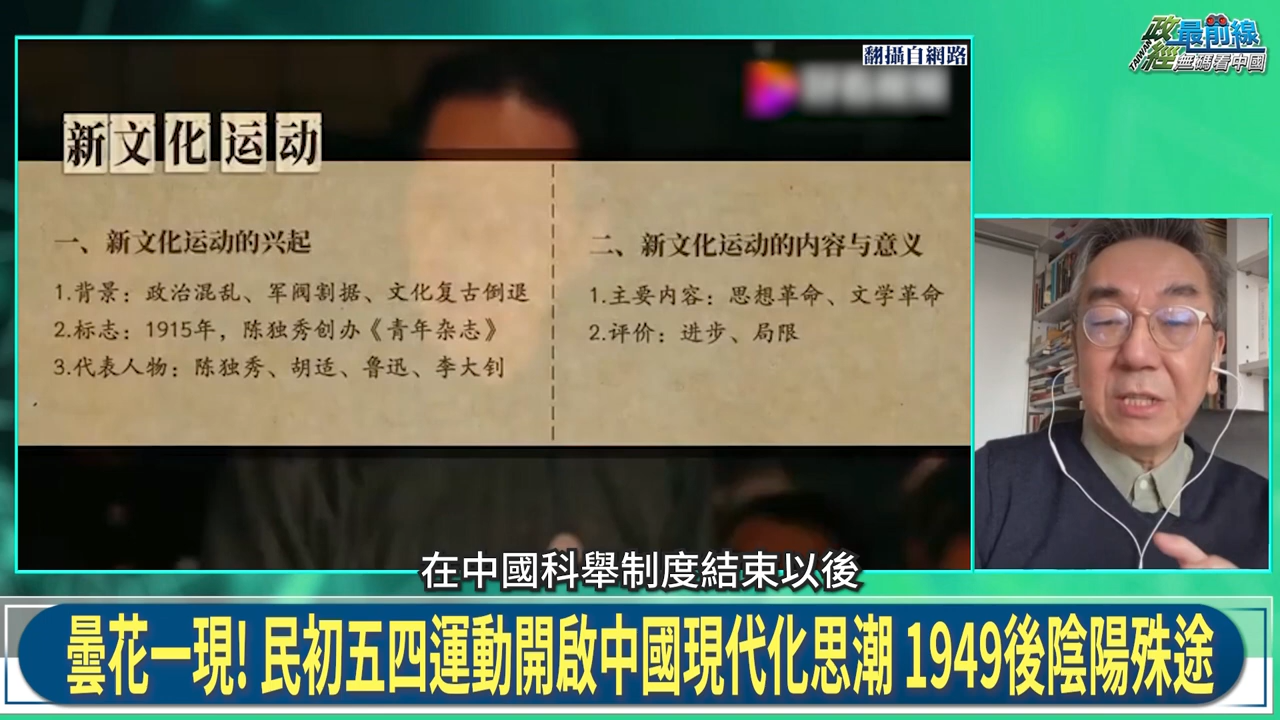 政經最前線
TAIWAN
無碼看中國
翻攝自網路
新文化运动
一、新文化运动的兴起
1.背景：政治混乱、军阀割据、文化复古倒退
2.标志：1915年，陈独秀创办《青年杂志》
3.代表人物：陈独秀、胡适、鲁迅、李大钊
二、新文化运动的内容与意义
1.主要内容：思想革命、文学革命
2.评价：进步、局限
在中國科舉制度結束以後
曇花一現! 民初五四運動開啟中國現代化思潮 1949後陰陽殊途